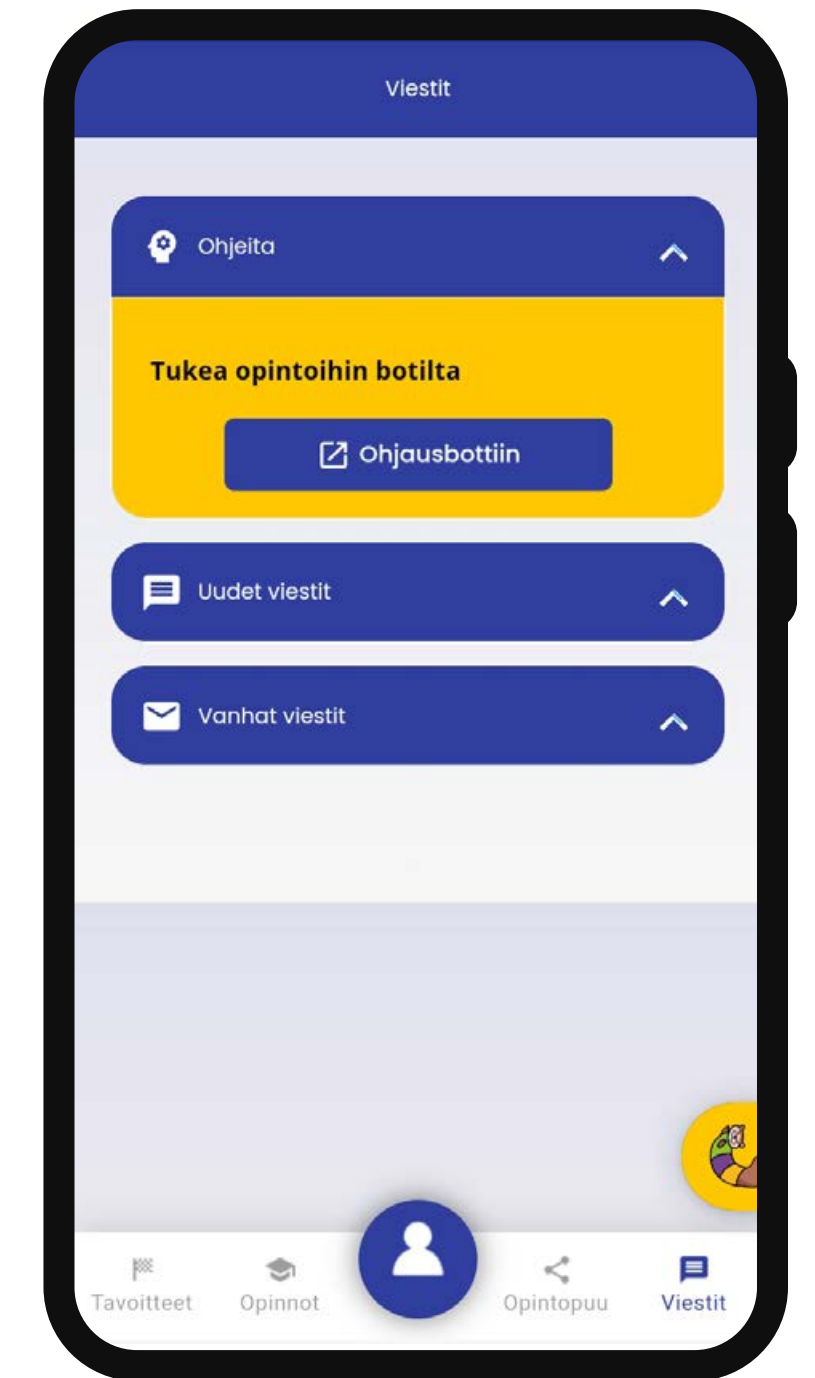 Viestit
Ohjeita
Tukea opintoihin botilta
Ohjausbottiin
Uudet viestit
Vanhat viestit
Tavoitteet
Opinnot
Opintopuu
Viestit